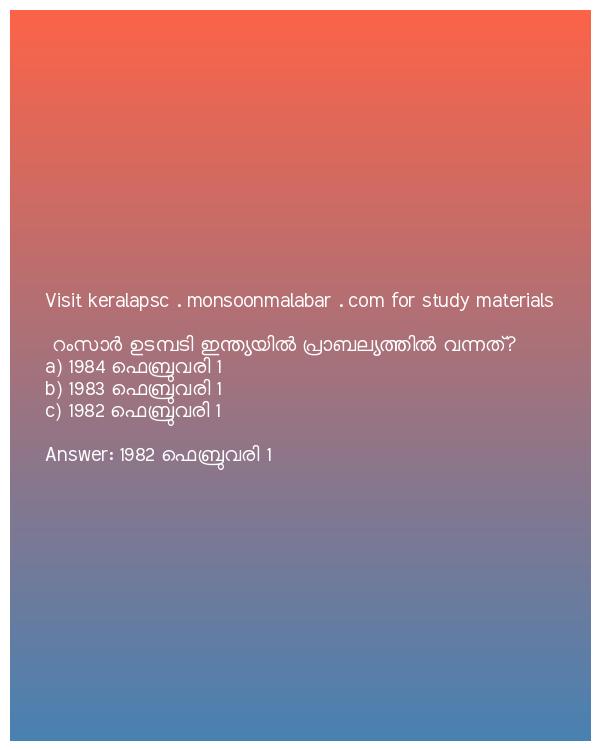 Visit keralapsc . monsoonmalabar . com for study materials
റംസാർ ഉടമ്പടി ഇന്ത്യയിൽ പ്രാബല്യത്തിൽ വന്നത്?
a) 1984 ഫെബ്രുവരി 1
b) 1983 ഫെബ്രുവരി 1
c) 1982 ഫെബ്രുവരി 1
Answer: 1982 ഫെബ്രുവരി 1